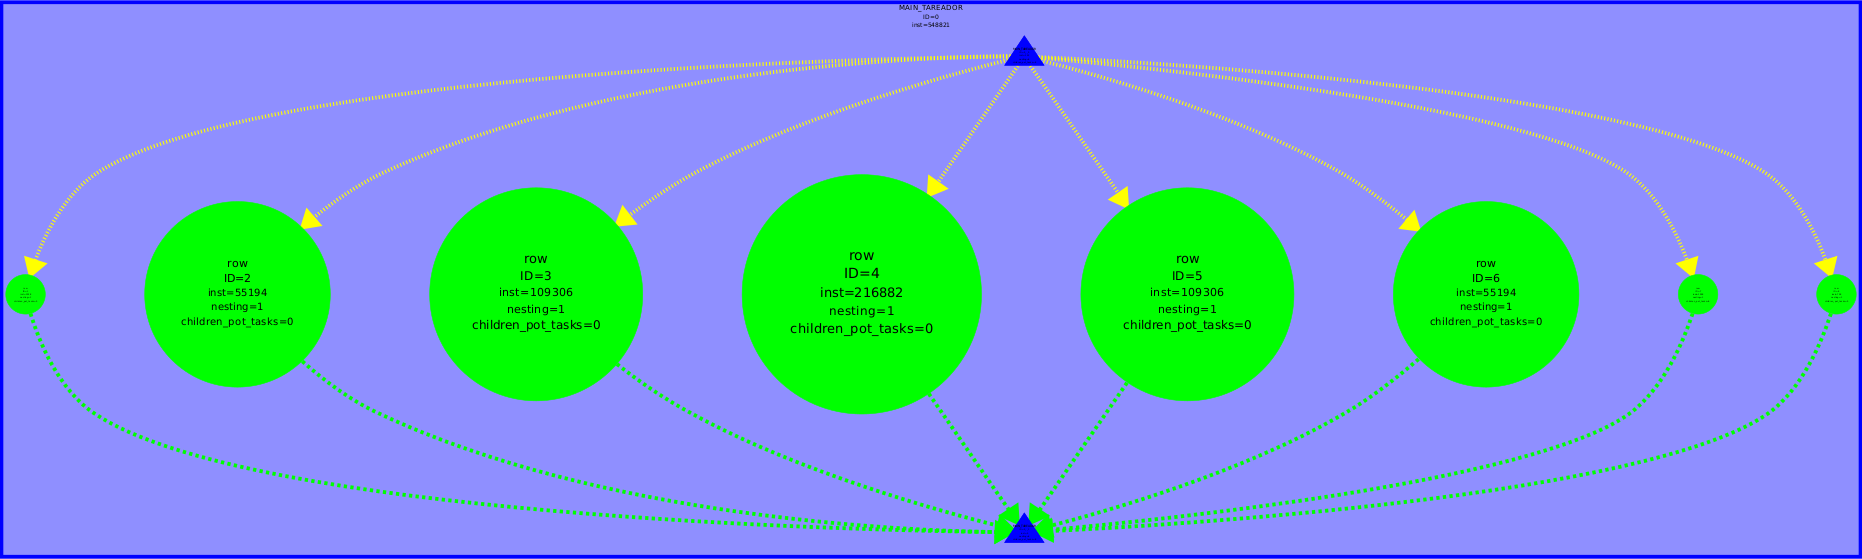 MAIN_TAREADOR
ID=0
inst=548821
row
ID=2
inst=55194
nesting=1
children_pot_tasks=0
row
ID=3
inst=109306
nesting=1
children_pot_tasks=0
row
ID=4
inst=216882
nesting=1
children_pot_tasks=0
row
ID=5
inst=109306
nesting=1
children_pot_tasks=0
row
ID=6
inst=55194
nesting=1
children_pot_tasks=0